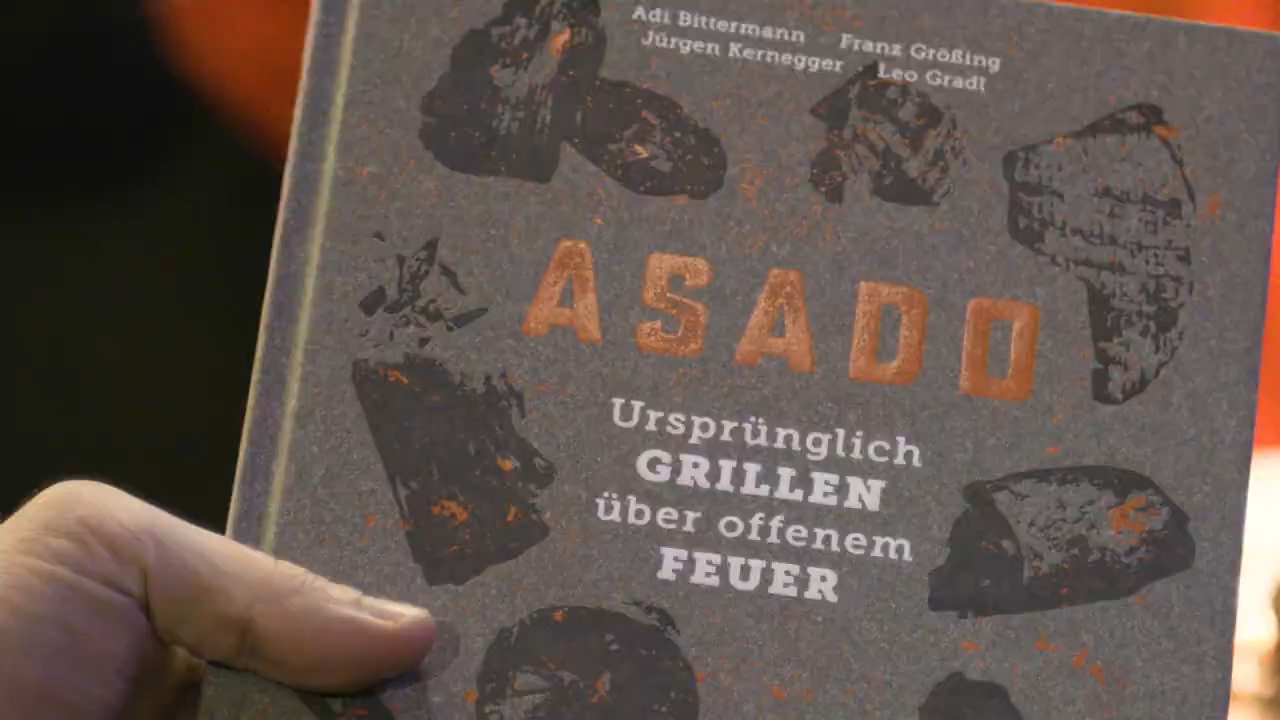 Adi Bittermann Franz Größing
Jürgen Kernegger Leo Gradl
ASADO
Ursprünglich
GRILLEN
über offenem
FEUER